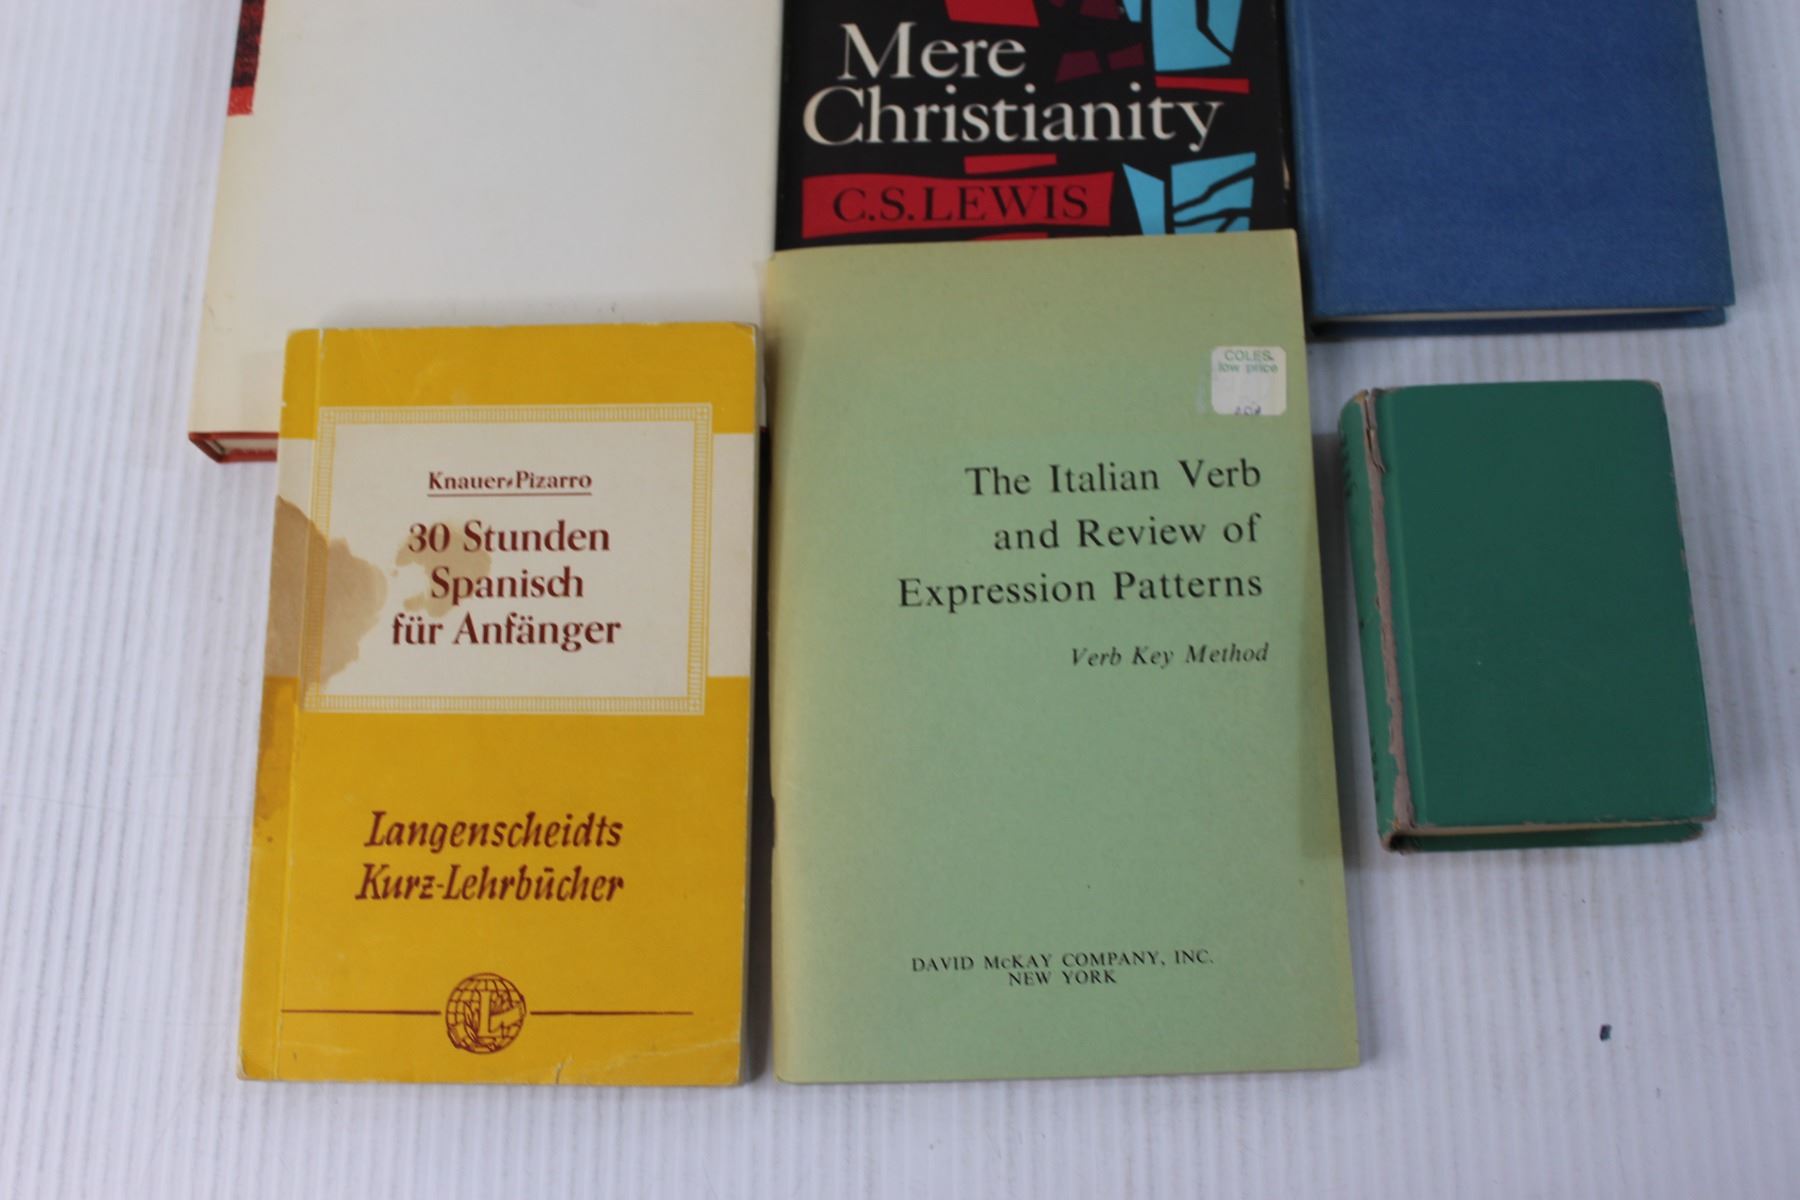 Mere
Christianity
C.S.LEWIS
Knauer-Pizarro
30 Stunden
Spanisch
für Anfänger
Langenscheidts
Kurz-Lehrbücher
L
COLES
low price
The Italian Verb
and Review of
Expression Patterns
Verb Key Method
DAVID McKAY COMPANY, INC.
NEW YORK